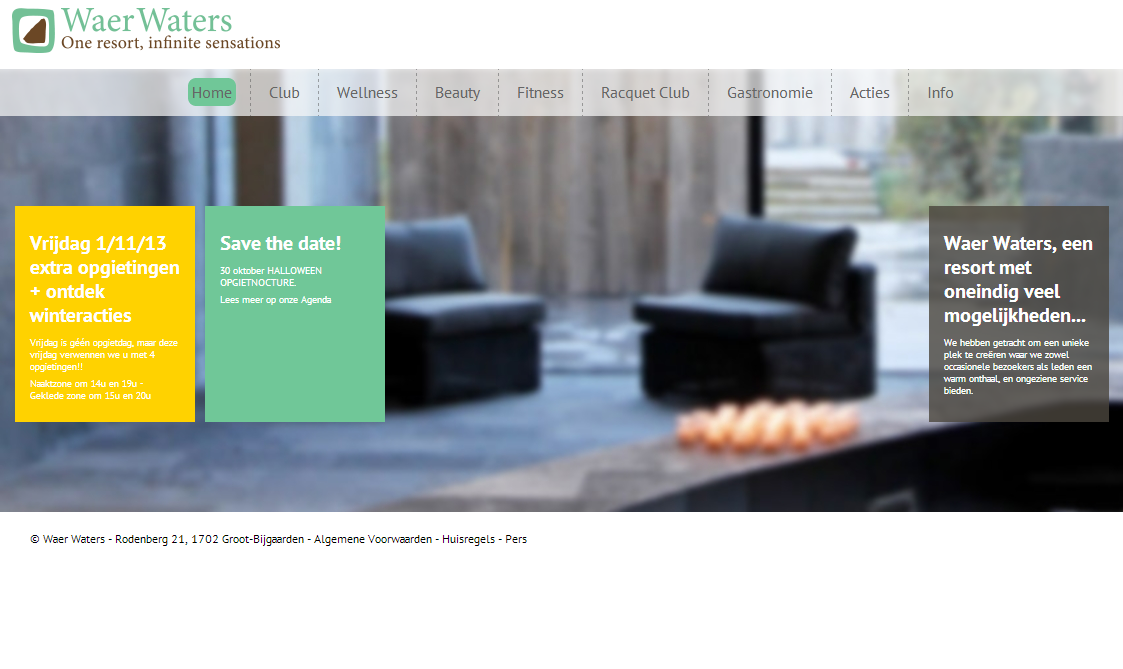 Waer Waters
One resort, infinite sensations
Home
Club
Wellness
Beauty
Fitness
Racquet Club
Gastronomie
Acties
Info
Vrijdag 1/11/13
extra opgietingen
+ ontdek
winteracties
Vrijdag is géén opgietdag, maar deze
vrijdag verwennen we u met 4
opgietingen!!
Naaktzone om 14u en 19u -
Geklede zone om 15u en 20u
Save the date!
30 oktober HALLOWEEN
OPGIETNOCTURE.
Lees meer op onze Agenda
Waer Waters, een
resort met
oneindig veel
mogelijkheden...
We hebben getracht om een unieke
plek te creëren waar we zowel
occasionele bezoekers als leden een
warm onthaal, en ongeziene service
bieden.
© Waer Waters - Rodenberg 21, 1702 Groot-Bijgaarden - Algemene Voorwaarden - Huisregels - Pers